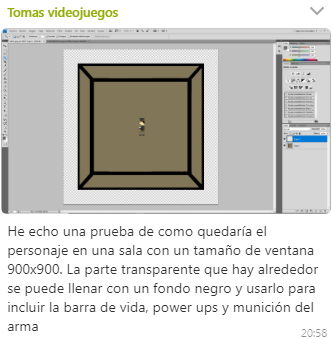 Tomas videojuegos
He echo una prueba de como quedaría el
personaje en una sala con un tamaño de ventana
900x900. La parte transparente que hay alrededor
se puede llenar con un fondo negro y usarlo para
incluir la barra de vida, power ups y munición del
arma
20:58